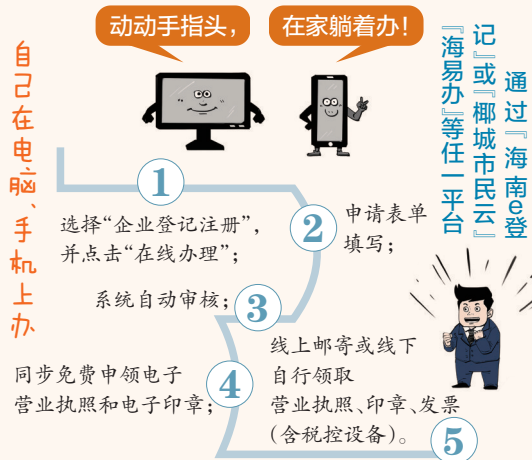 动动手指头，
在家躺着办！
自己在电脑、手机上办
通过『海南e登
记』或『椰城市民云』
『海易办』等任一平台
1
选择“企业登记注册”，
并点击“在线办理”；
2
申请表单
填写；
系统自动审核；
3
同步免费申领电子
营业执照和电子印章；
4
线上邮寄或线下
自行领取
营业执照、印章、发票
（含税控设备）。
5